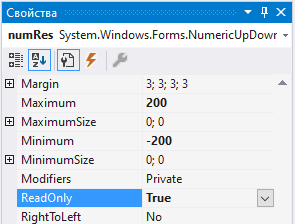 Свойства
numRes System.Windows.Forms.NumericUpDown
Margin 3; 3; 3; 3
Maximum 200
MaximumSize 0; 0
Minimum -200
MinimumSize 0; 0
Modifiers Private
ReadOnly True
RightToLeft No